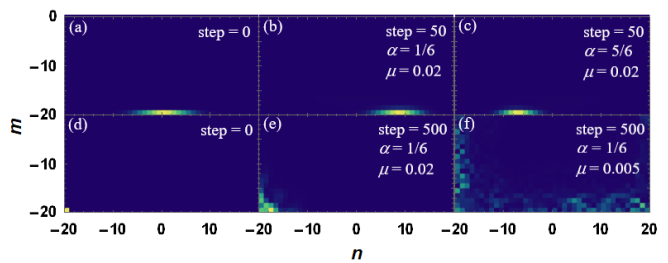 0
(a)
step = 0
(b)
step = 50
α = 1/6
μ = 0.02
(c)
step = 50
α = 5/6
μ = 0.02
−10
−20
(d)
step = 0
(e)
step = 500
α = 1/6
μ = 0.02
(f)
step = 500
α = 1/6
μ = 0.005
−10
−20
m
−20 −10 0 10 −20 −10 0 10 −20 −10 0 10 20
n